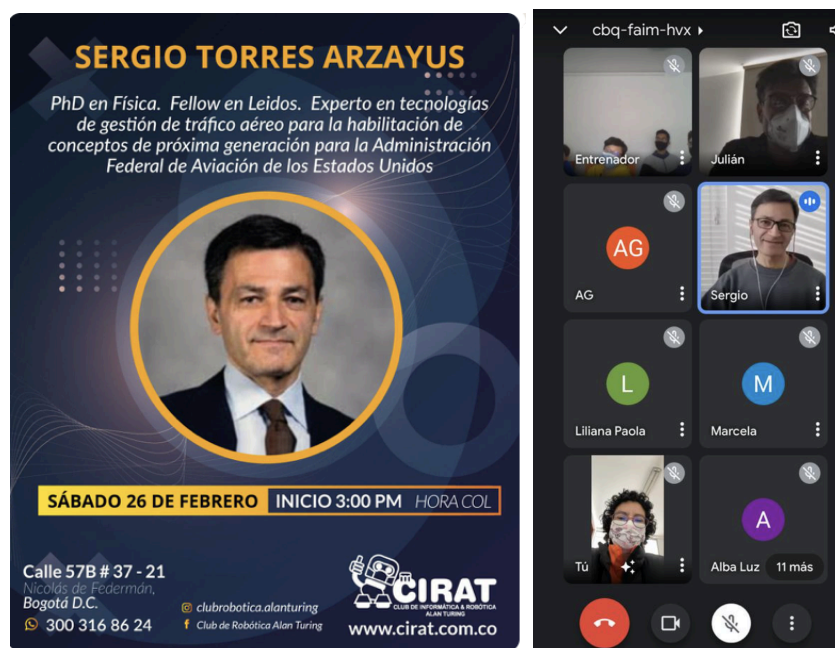 SERGIO TORRES ARZAYUS
PhD en Física. Fellow en Leidos. Experto en tecnologías
de gestión de tráfico aéreo para la habilitación de
conceptos de próxima generación para la Administración
Federal de Aviación de los Estados Unidos
SÁBADO 26 DE FEBRERO INICIO 3:00 PM HORA COL
Calle 57B # 37 - 21
Nicolás de Federmán,
Bogotá D.C.
300 316 86 24
clubrobotica.alanturing
f Club de Robótica Alan Turing
CIRAT
CLUB DE INFORMÁTICA & ROBÓTICA
ALAN TURING
www.cirat.com.co
cbq-faim-hvx
Entrenador
Julián
AG
AG
Sergio
L
Liliana Paola
M
Marcela
Tú
A
Alba Luz
11 más